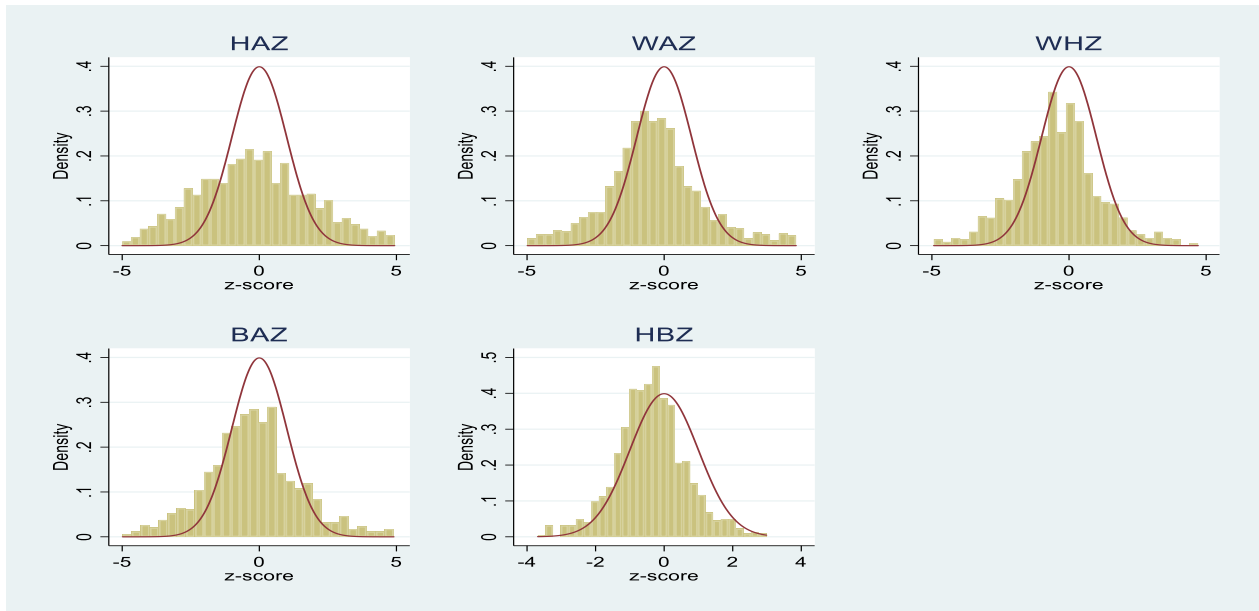 HAZ
Density
.4
.3
.2
.1
0
-5 0 5
z-score
WAZ
Density
.4
.3
.2
.1
0
-5 0 5
z-score
WHZ
Density
.4
.3
.2
.1
0
-5 0 5
z-score
BAZ
Density
.4
.3
.2
.1
0
-5 0 5
z-score
HBZ
Density
.5
.4
.3
.2
.1
0
-4 -2 0 2 4
z-score